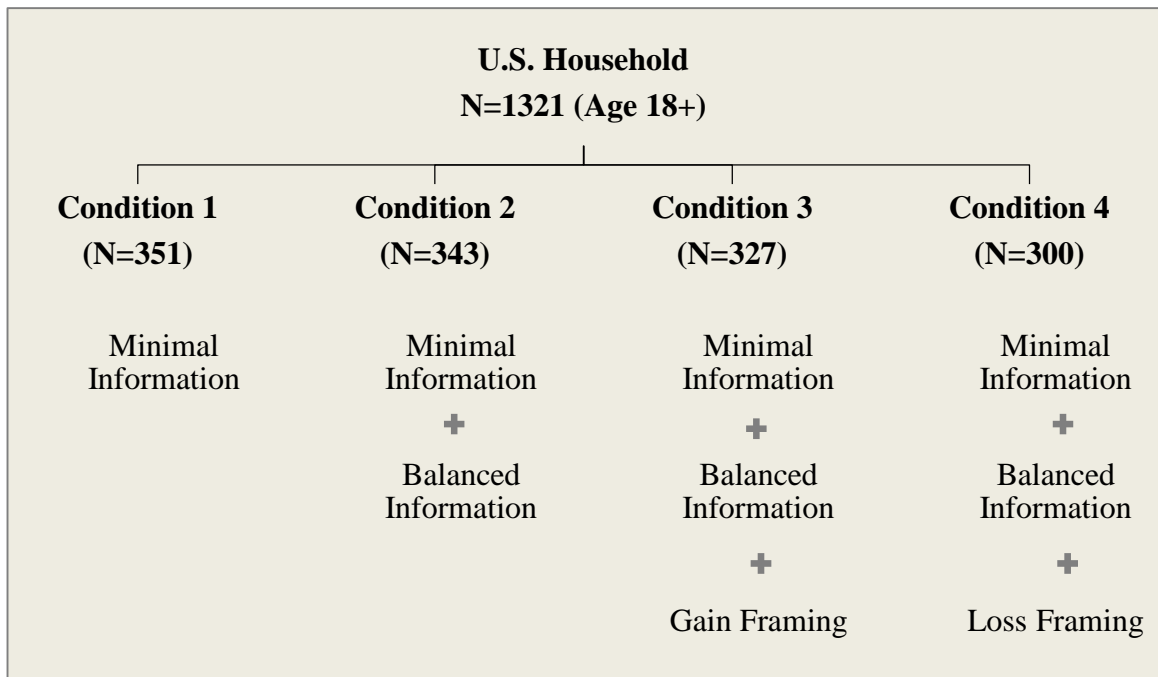 U.S. Household
N=1321 (Age 18+)
Condition 1
(N=351)
Minimal
Information
Condition 2
(N=343)
Minimal
Information
+
Balanced
Information
Condition 3
(N=327)
Minimal
Information
+
Balanced
Information
+
Gain Framing
Condition 4
(N=300)
Minimal
Information
+
Balanced
Information
+
Loss Framing